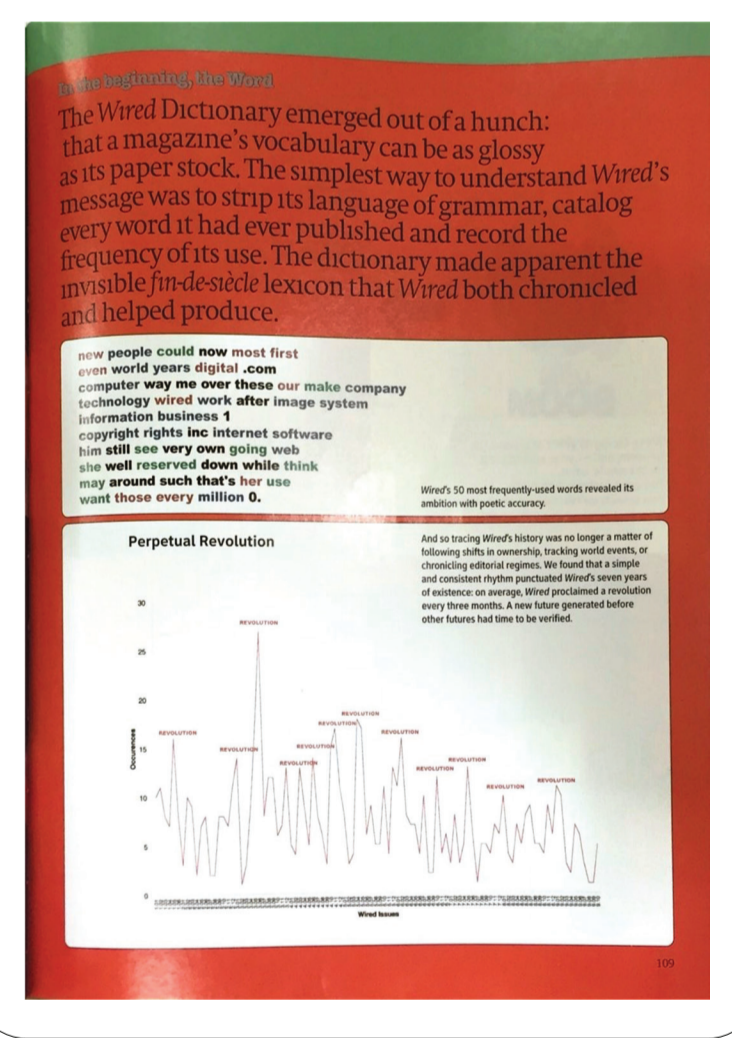 In the beginning, the Word
The Wired Dictionary emerged out of a hunch:
that a magazine's vocabulary can be as glossy
as its paper stock. The simplest way to understand Wired's
message was to strip its language of grammar, catalog
every word it had ever published and record the
frequency of its use. The dictionary made apparent the
invisible fin-de-siècle lexicon that Wired both chronicled
and helped produce.
new people could now most first
even world years digital .com
computer way me over these our make company
technology wired work after image system
information business 1
copyright rights inc internet software
him still see very own going web
she well reserved down while think
may around such that's her use
want those every million 0.
Wired's 50 most frequently-used words revealed its
ambition with poetic accuracy.
Perpetual Revolution
And so tracing Wired's history was no longer a matter of
following shifts in ownership, tracking world events, or
chronicling editorial regimes. We found that a simple
and consistent rhythm punctuated Wired's seven years
of existence: on average, Wired proclaimed a revolution
every three months. A new future generated before
other futures had time to be verified.
30
REVOLUTION
25
20
REVOLUTION
REVOLUTION
REVOLUTION
REVOLUTION
REVOLUTION
REVOLUTION
15
REVOLUTION
REVOLUTION
REVOLUTION
REVOLUTION
REVOLUTION
10
5
0
Occurences
Wired Issues
109